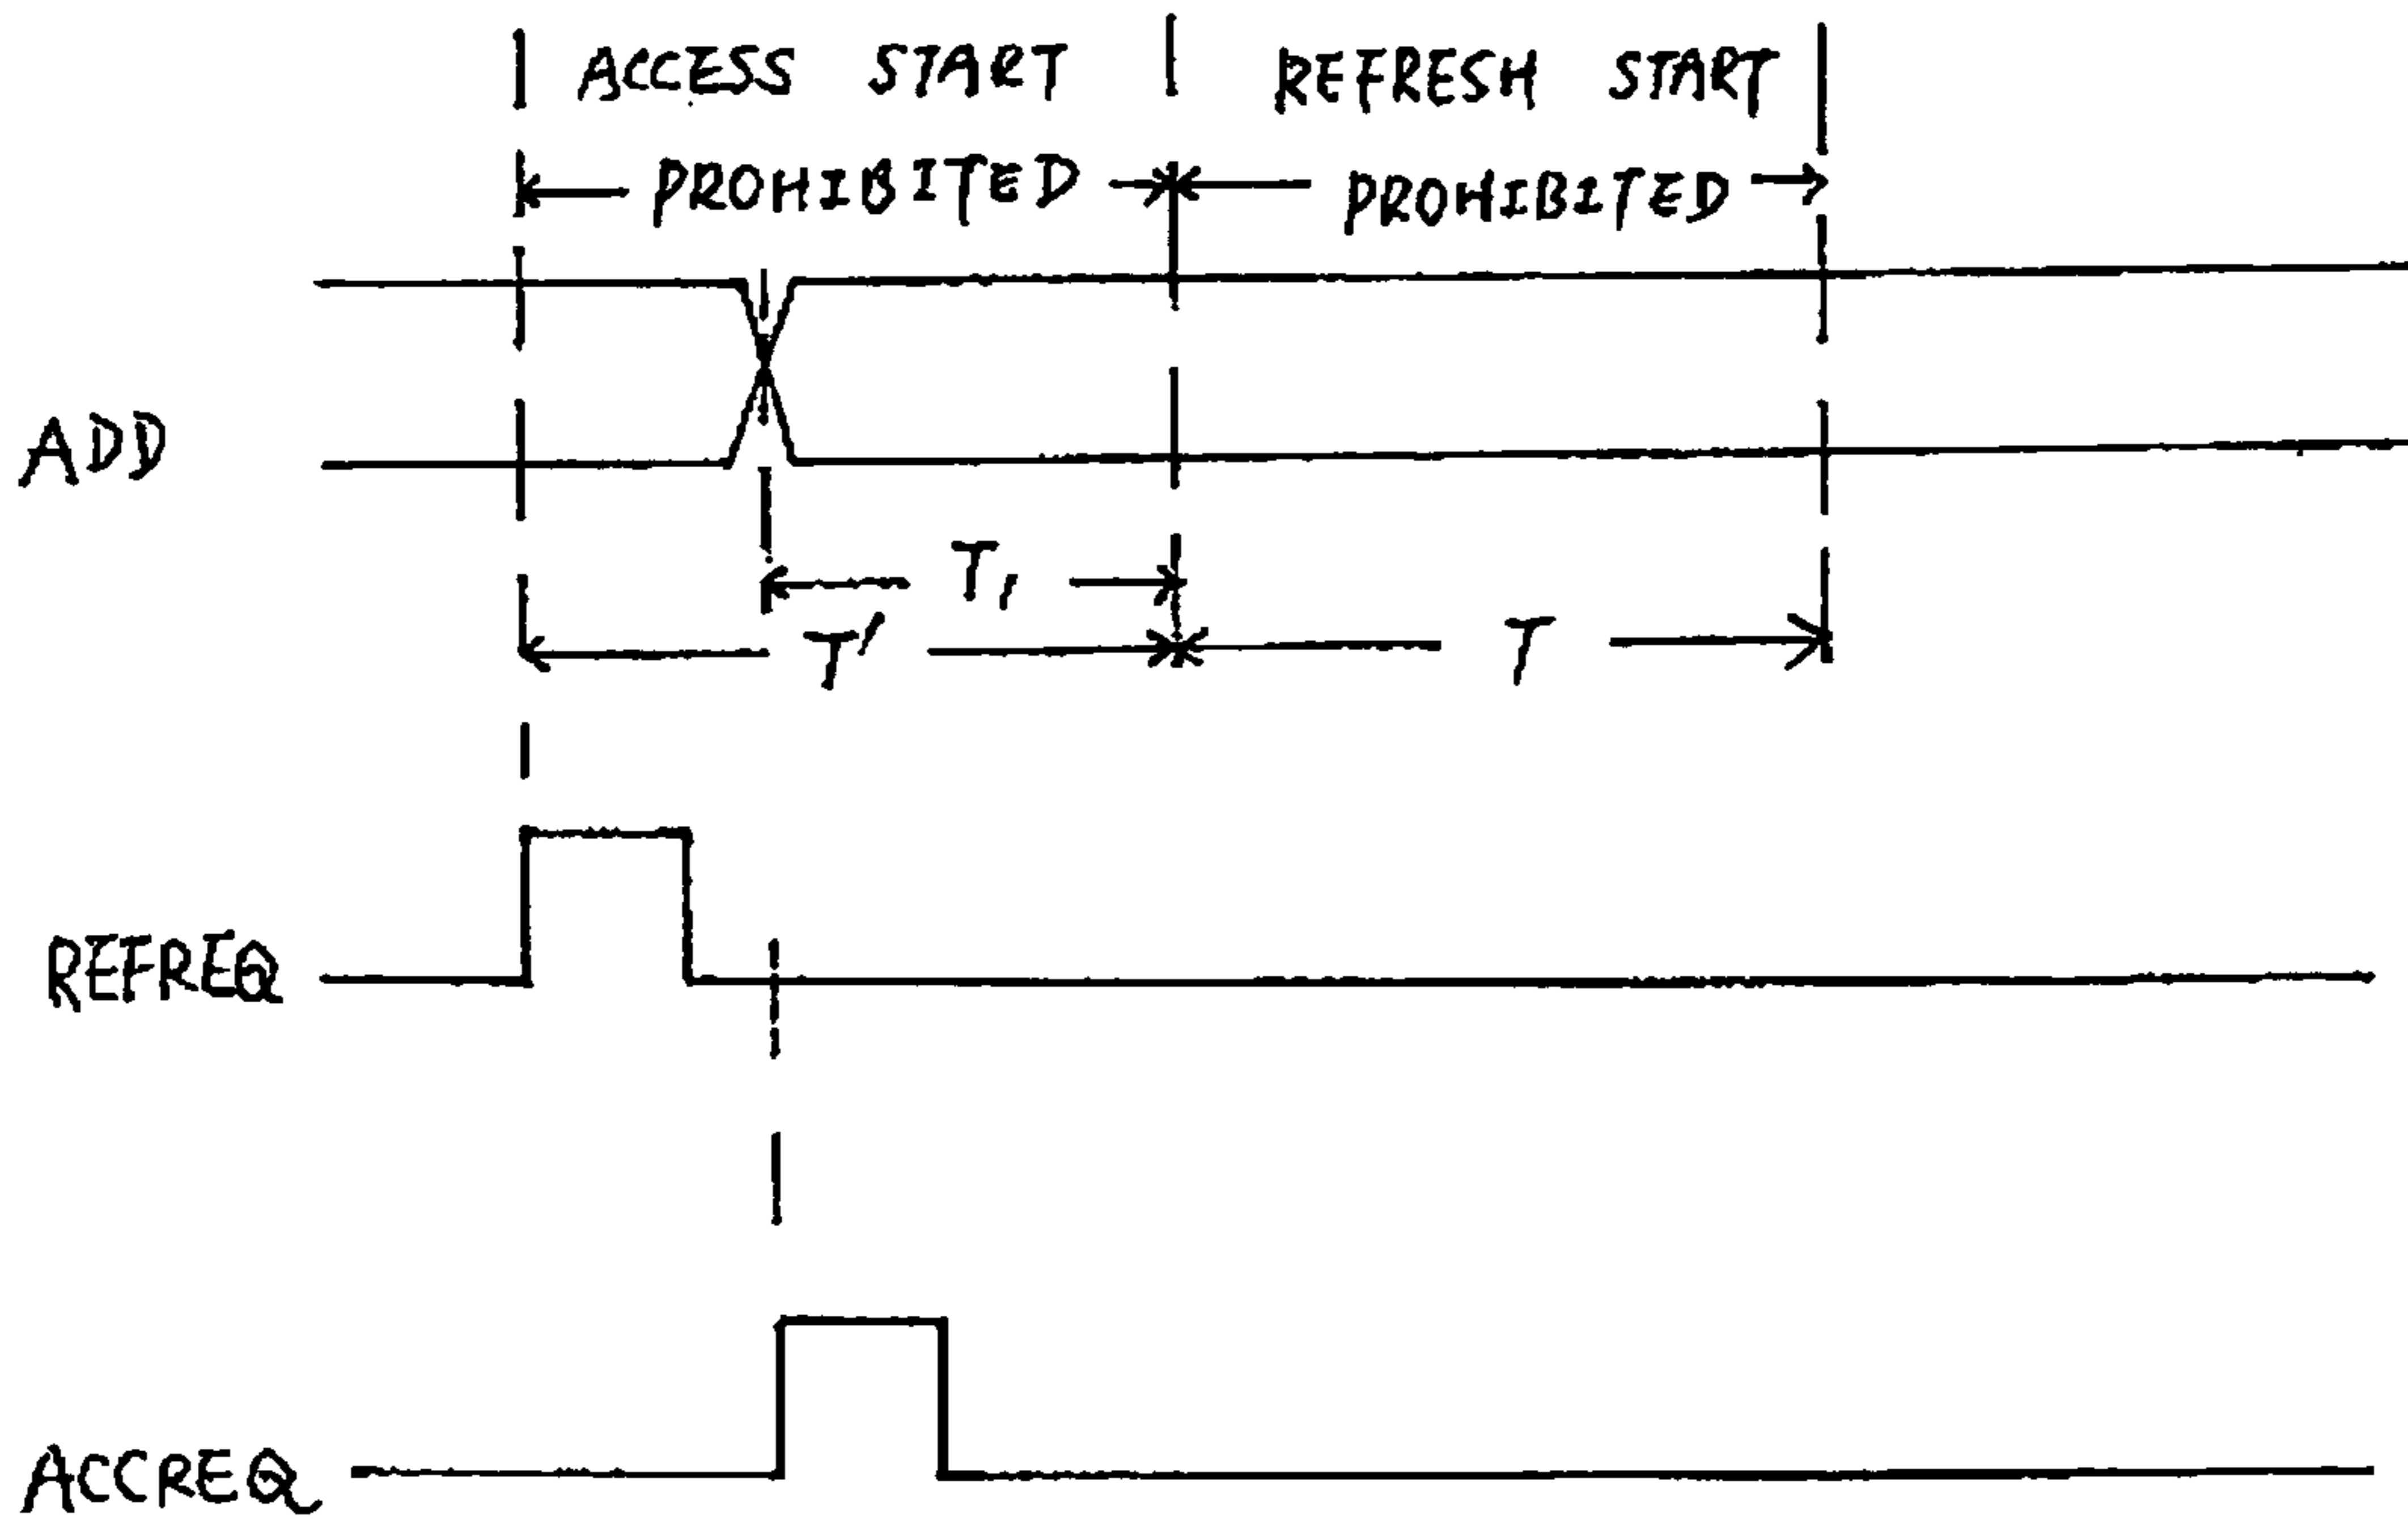 ACCESS START
PROHIBITED
REFRESH START
PROHIBITED
ADD
T₁
T′
T
REFREQ
ACCREQ